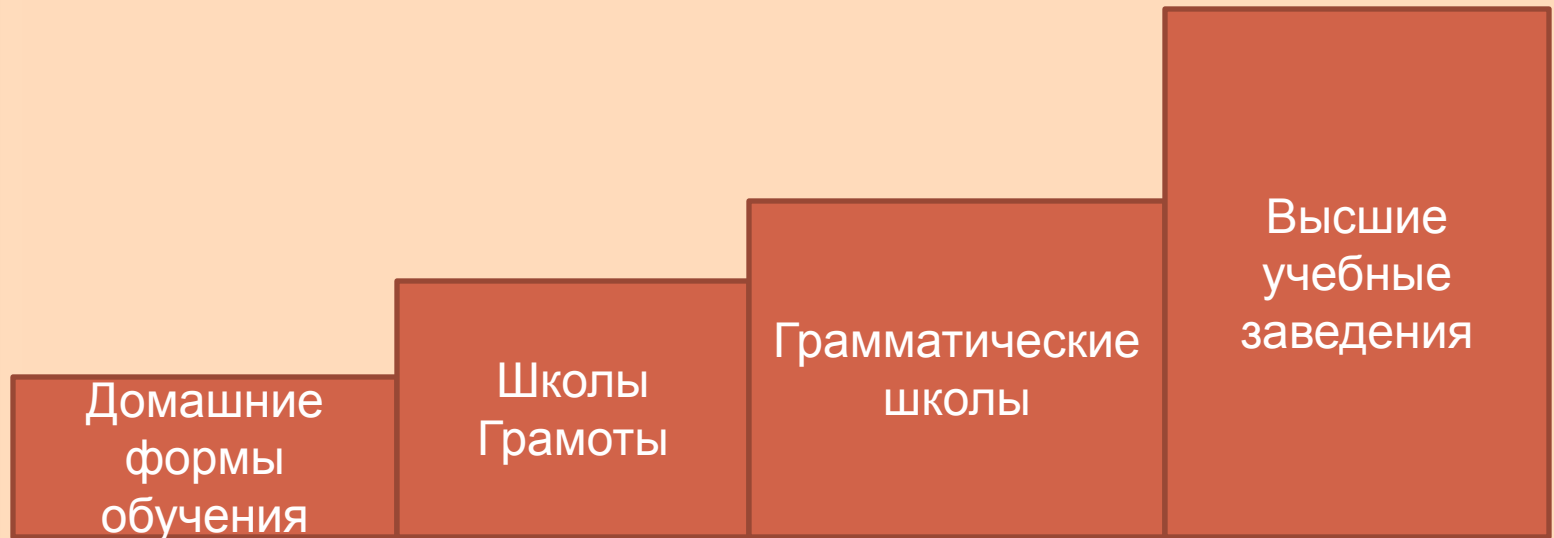 Домашние
формы
обучения
Школы
Грамоты
Грамматические
школы
Высшие
учебные
заведения